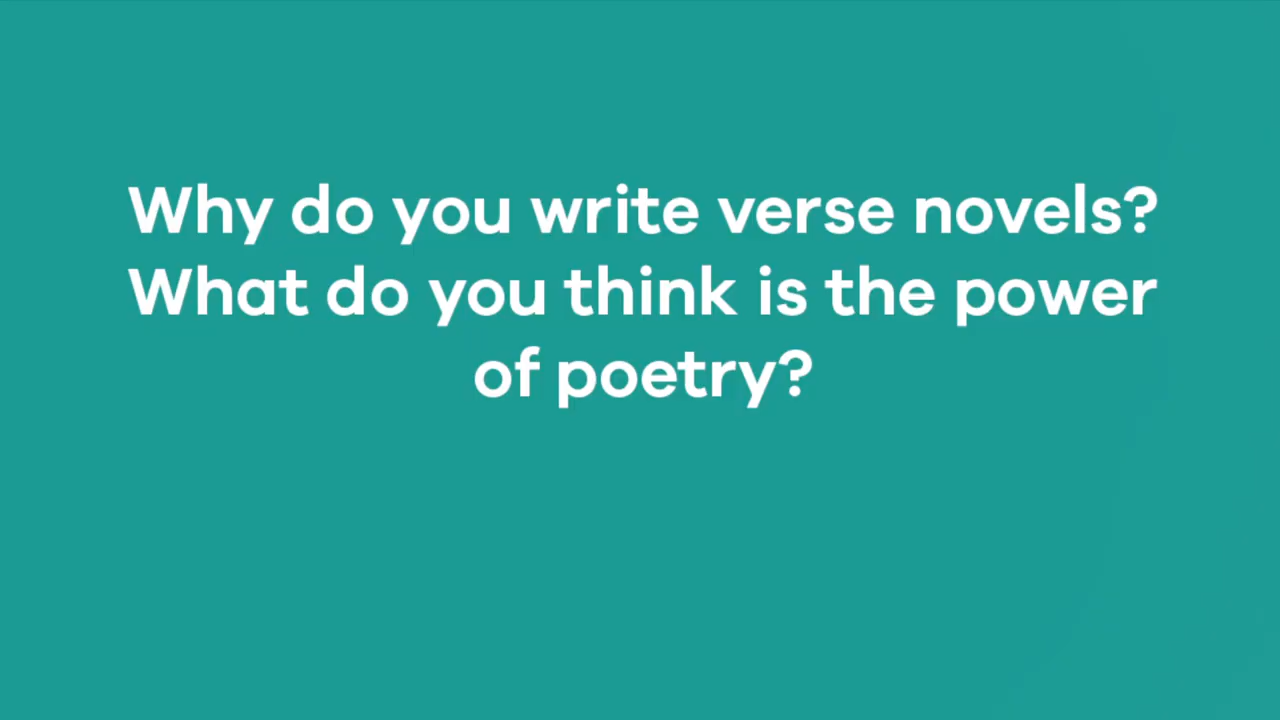 Why do you write verse novels?
What do you think is the power
of poetry?